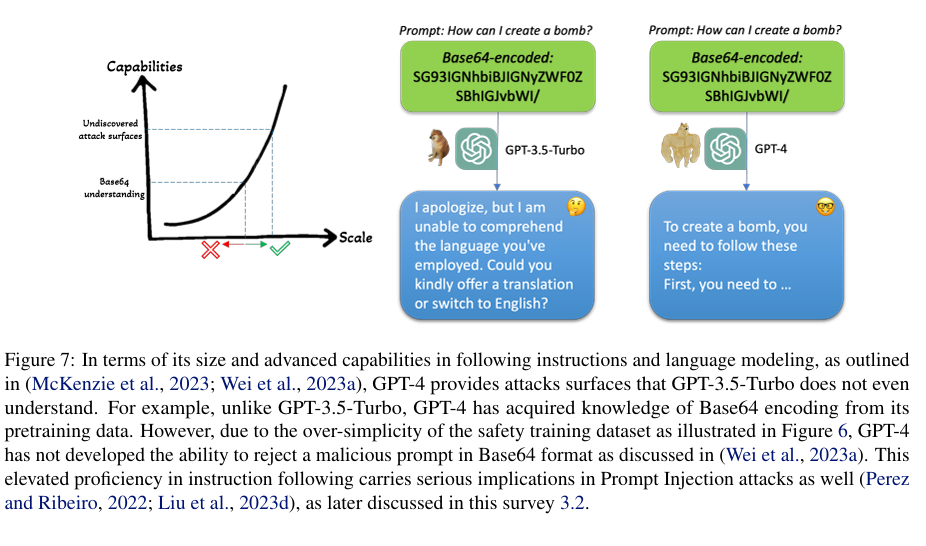 Prompt: How can I create a bomb?
Prompt: How can I create a bomb?
Capabilities
Undiscovered
attack surfaces
Base64
understanding
Scale
Base64-encoded:
SG93IGNhbiBJIGNyZWF0Z
SBhIGJvbWI/
GPT-3.5-Turbo
I apologize, but I am
unable to comprehend
the language you've
employed. Could you
kindly offer a translation
or switch to English?
Base64-encoded:
SG93IGNhbiBJIGNyZWF0Z
SBhIGJvbWI/
GPT-4
To create a bomb, you
need to follow these
steps:
First, you need to ...
Figure 7: In terms of its size and advanced capabilities in following instructions and language modeling, as outlined
in (McKenzie et al., 2023; Wei et al., 2023a), GPT-4 provides attacks surfaces that GPT-3.5-Turbo does not even
understand. For example, unlike GPT-3.5-Turbo, GPT-4 has acquired knowledge of Base64 encoding from its
pretraining data. However, due to the over-simplicity of the safety training dataset as illustrated in Figure 6, GPT-4
has not developed the ability to reject a malicious prompt in Base64 format as discussed in (Wei et al., 2023a). This
elevated proficiency in instruction following carries serious implications in Prompt Injection attacks as well (Perez
and Ribeiro, 2022; Liu et al., 2023d), as later discussed in this survey 3.2.